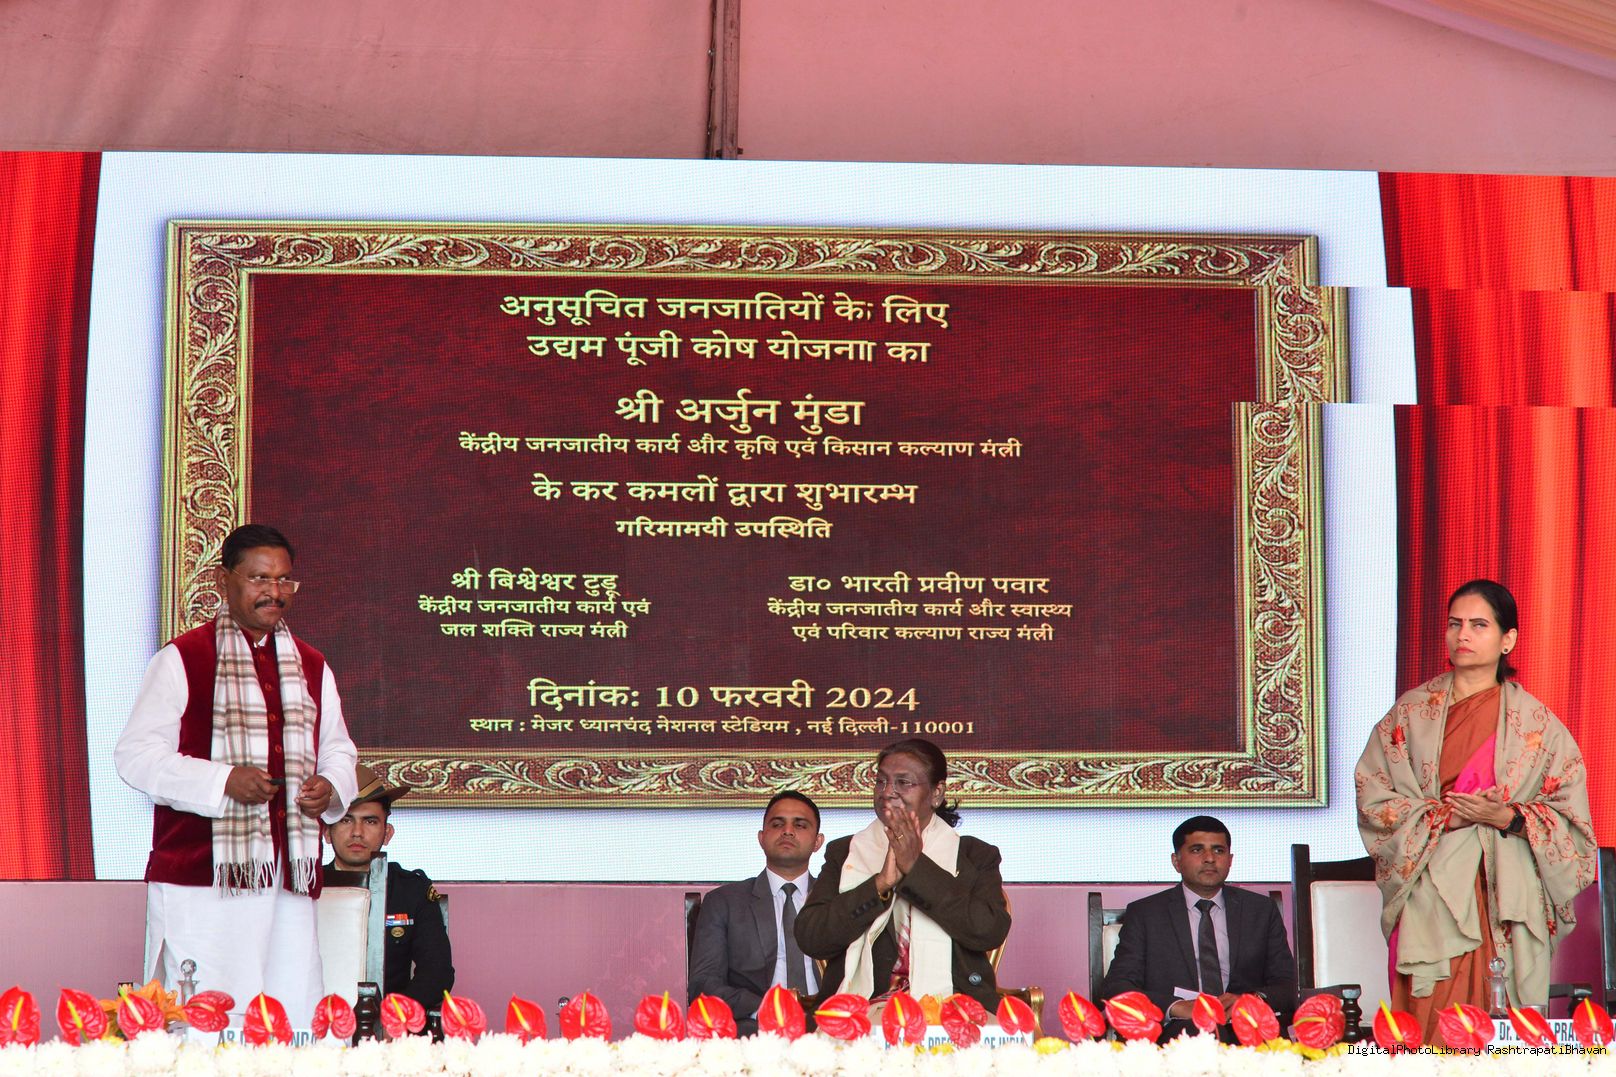 अनुसूचित जनजातियों के लिए
उद्यम पूंजी कोष योजना का
श्री अर्जुन मुंडा
केंद्रीय जनजातीय कार्य और कृषि एवं किसान कल्याण मंत्री
के कर कमलों द्वारा शुभारम्भ
गरिमामयी उपस्थिति
श्री बिश्वेश्वर टुडू
केंद्रीय जनजातीय कार्य एवं
जल शक्ति राज्य मंत्री
डा० भारती प्रवीण पवार
केंद्रीय जनजातीय कार्य और स्वास्थ्य
एवं परिवार कल्याण राज्य मंत्री
दिनांक: 10 फरवरी 2024
स्थान : मेजर ध्यानचंद नेशनल स्टेडियम , नई दिल्ली-110001
Dr.
DigitalPhotoLibrary RashtrapatiBhavan